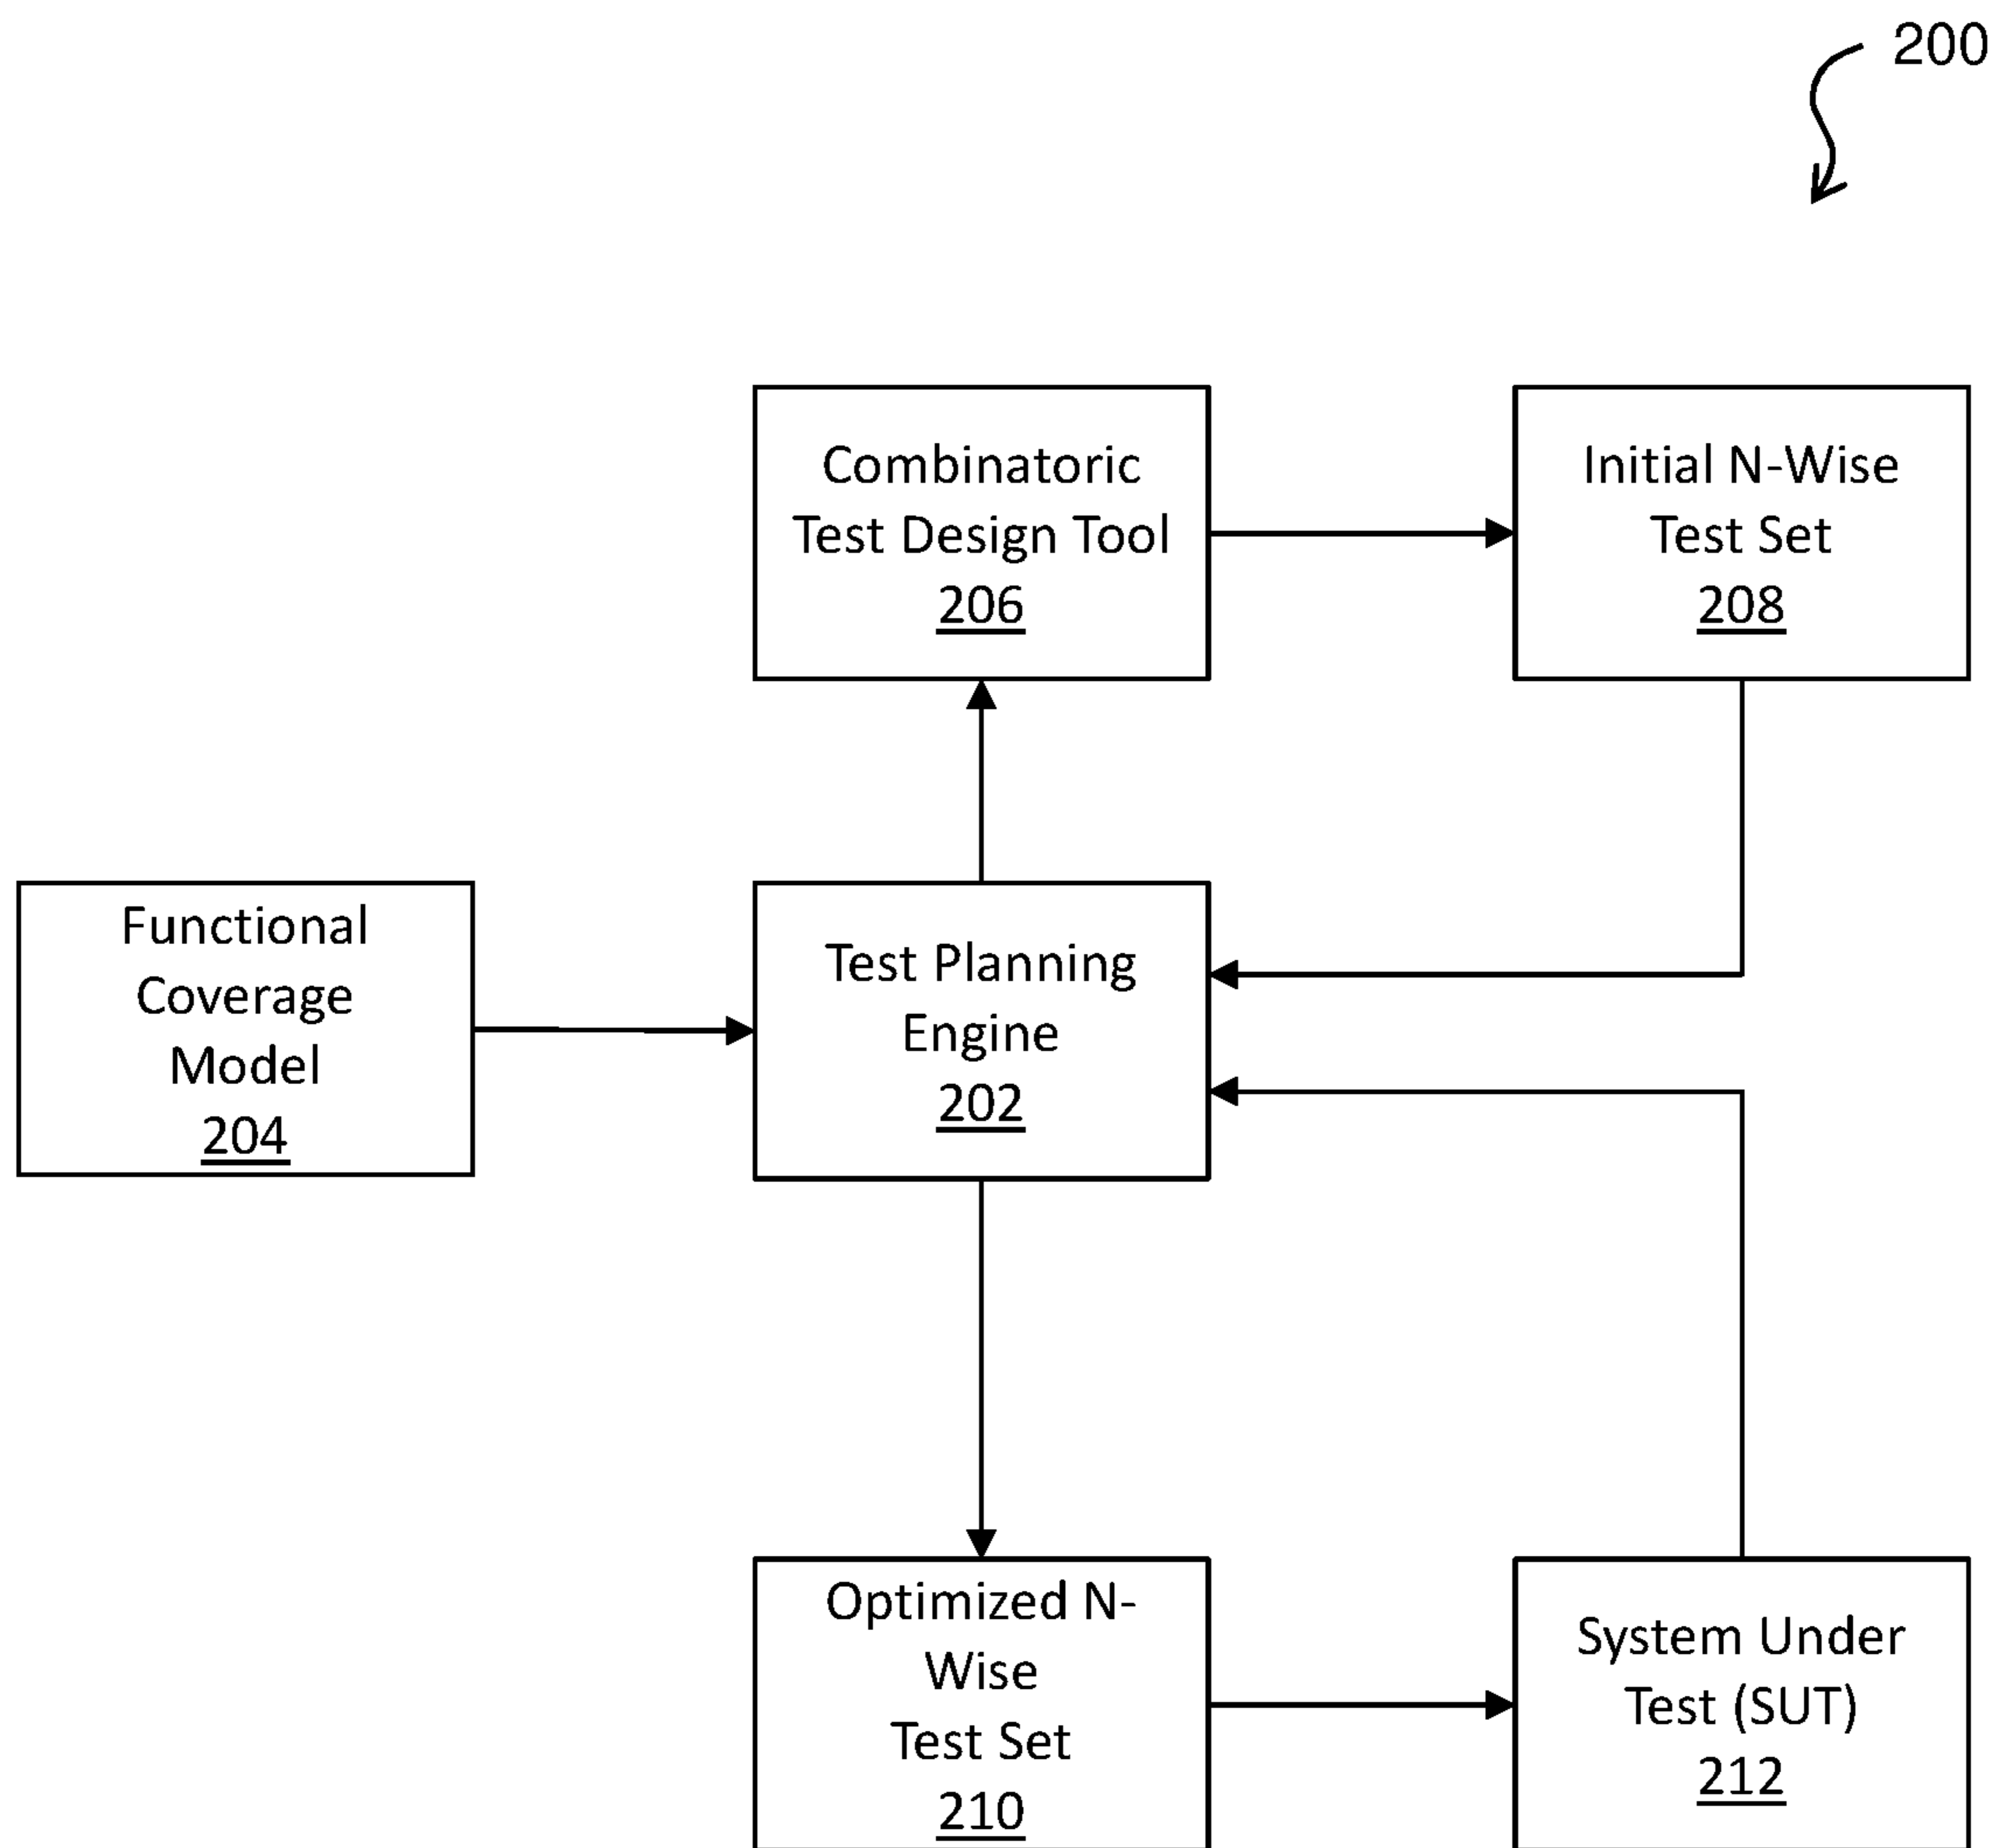 200
Combinatoric
Test Design Tool
206
Initial N-Wise
Test Set
208
Functional
Coverage
Model
204
Test Planning
Engine
202
Optimized N-
Wise
Test Set
210
System Under
Test (SUT)
212